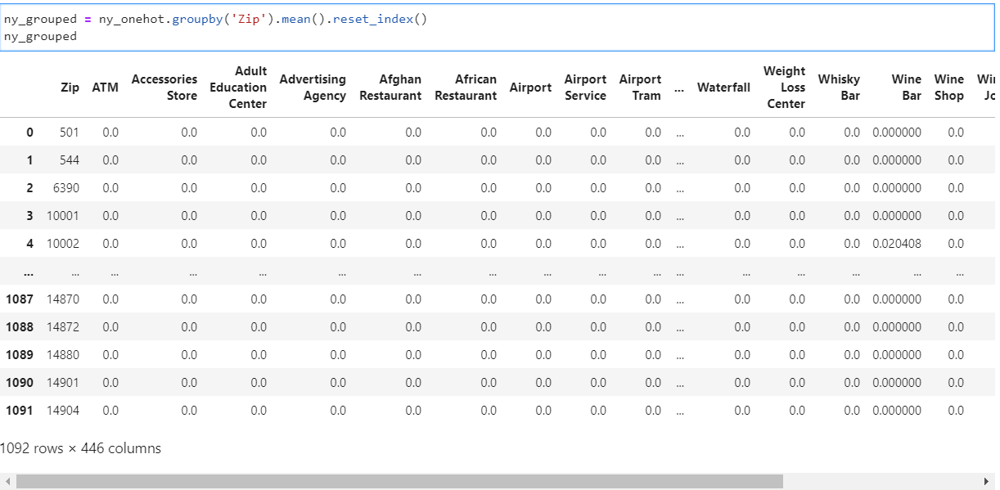 ny_grouped = ny_onehot.groupby('Zip').mean().reset_index()
ny_grouped
Zip ATM Accessories Store Adult Education Center Advertising Agency Afghan Restaurant African Restaurant Airport Airport Service Airport Tram ... Waterfall Weight Loss Center Whisky Bar Wine Bar Wine Shop
0 501 0.0 0.0 0.0 0.0 0.0 0.0 0.0 0.0 0.0 ... 0.0 0.0 0.0 0.000000 0.0
1 544 0.0 0.0 0.0 0.0 0.0 0.0 0.0 0.0 0.0 ... 0.0 0.0 0.0 0.000000 0.0
2 6390 0.0 0.0 0.0 0.0 0.0 0.0 0.0 0.0 0.0 ... 0.0 0.0 0.0 0.000000 0.0
3 10001 0.0 0.0 0.0 0.0 0.0 0.0 0.0 0.0 0.0 ... 0.0 0.0 0.0 0.000000 0.0
4 10002 0.0 0.0 0.0 0.0 0.0 0.0 0.0 0.0 0.0 ... 0.0 0.0 0.0 0.020408 0.0
... ... ... ... ... ... ... ... ... ... ... ... ... ... ... ... ...
1087 14870 0.0 0.0 0.0 0.0 0.0 0.0 0.0 0.0 0.0 ... 0.0 0.0 0.0 0.000000 0.0
1088 14872 0.0 0.0 0.0 0.0 0.0 0.0 0.0 0.0 0.0 ... 0.0 0.0 0.0 0.000000 0.0
1089 14880 0.0 0.0 0.0 0.0 0.0 0.0 0.0 0.0 0.0 ... 0.0 0.0 0.0 0.000000 0.0
1090 14901 0.0 0.0 0.0 0.0 0.0 0.0 0.0 0.0 0.0 ... 0.0 0.0 0.0 0.000000 0.0
1091 14904 0.0 0.0 0.0 0.0 0.0 0.0 0.0 0.0 0.0 ... 0.0 0.0 0.0 0.000000 0.0
1092 rows × 446 columns